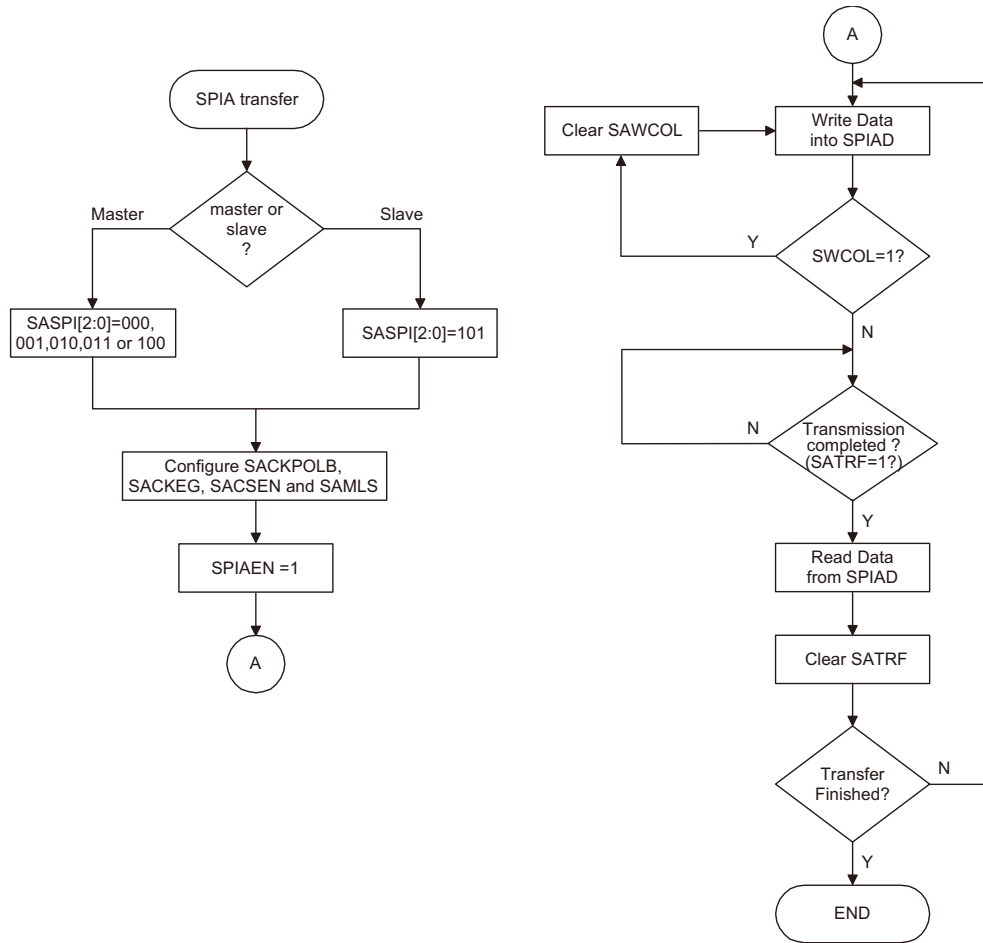 SPIA transfer
master or
slave
?
Master
Slave
SASPI[2:0]=000,
001,010,011 or 100
SASPI[2:0]=101
Configure SACKPOLB,
SACKEG, SACSEN and SAMLS
SPIAEN =1
A
A
Write Data
into SPIAD
Clear SAWCOL
Y
SWCOL=1?
N
N
Transmission
completed ?
(SATRF=1?)
Y
Read Data
from SPIAD
Clear SATRF
Transfer
Finished?
N
Y
END